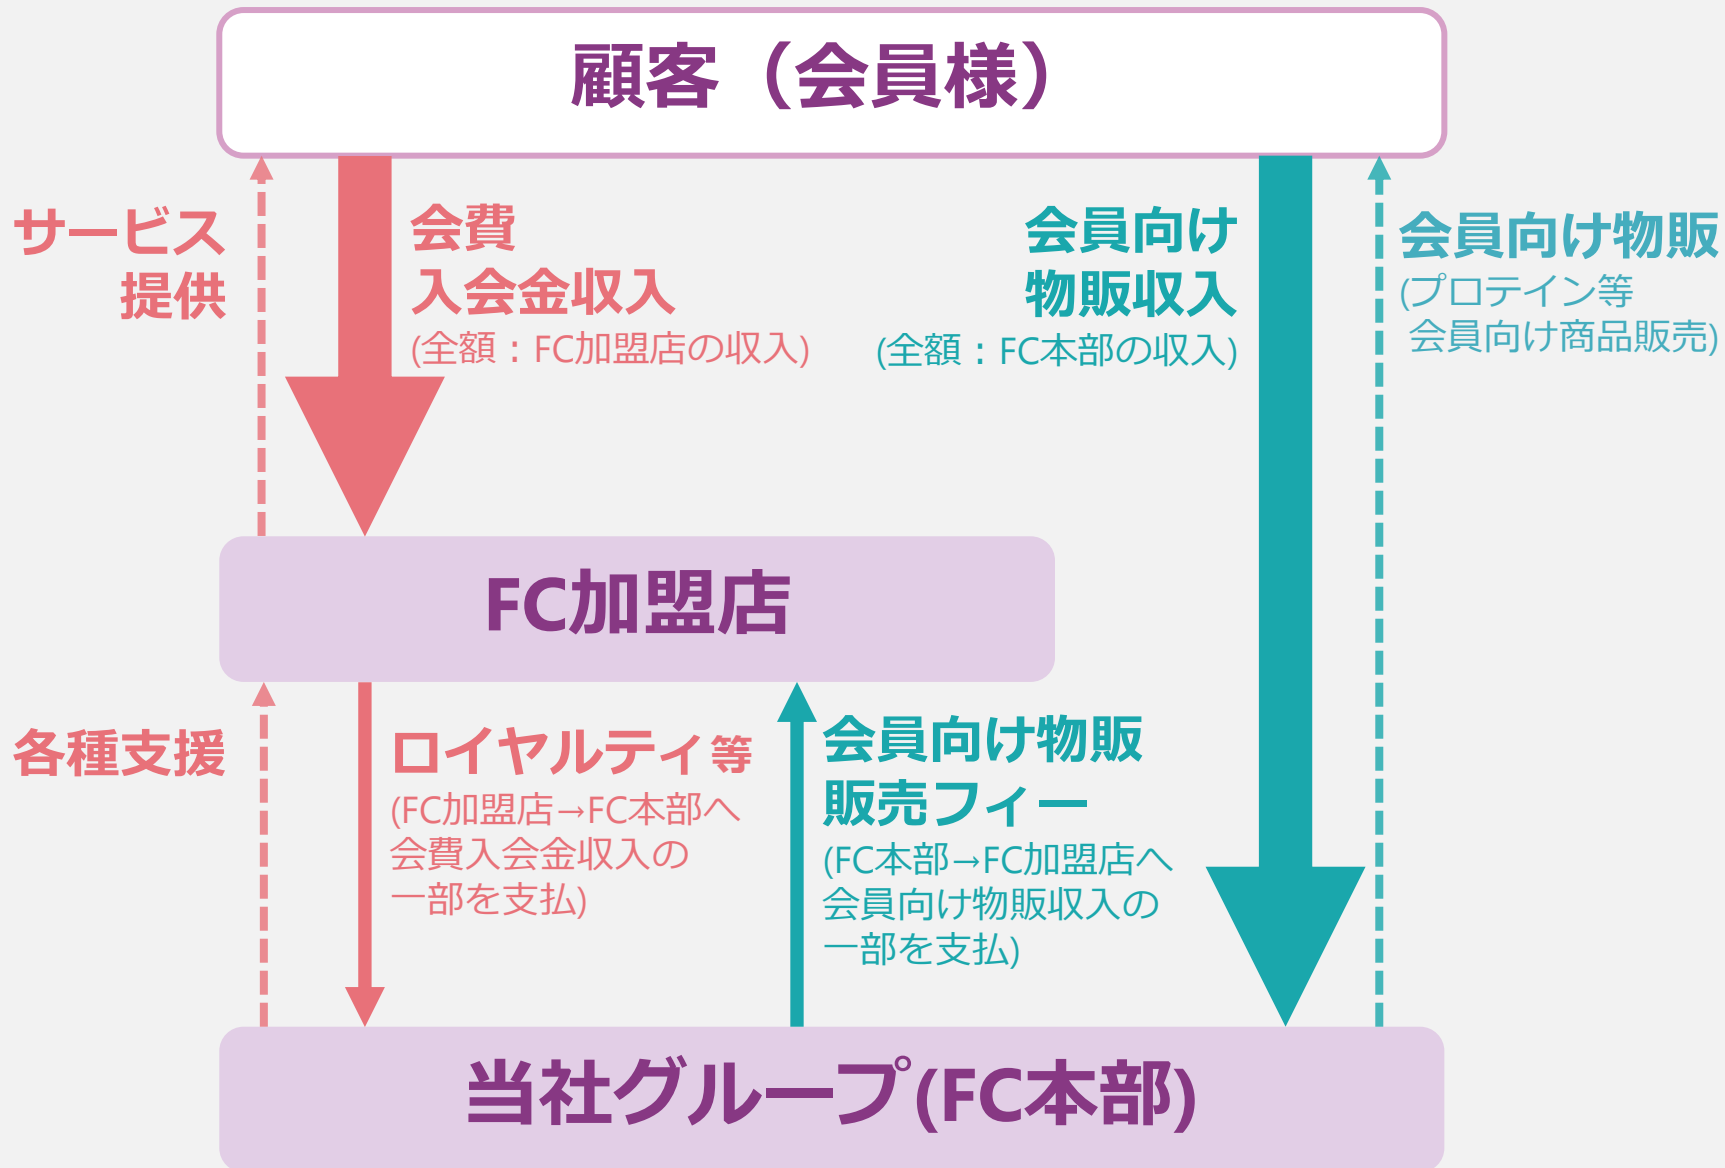 顧客（会員様）
サービス
提供
会費
入会金収入
(全額：FC加盟店の収入)
会員向け
物販収入
(全額：FC本部の収入)
会員向け物販
(プロテイン等
会員向け商品販売)
FC加盟店
各種支援
ロイヤルティ等
(FC加盟店→FC本部へ
会費入会金収入の
一部を支払)
会員向け物販
販売フィー
(FC本部→FC加盟店へ
会員向け物販収入の
一部を支払)
当社グループ(FC本部)